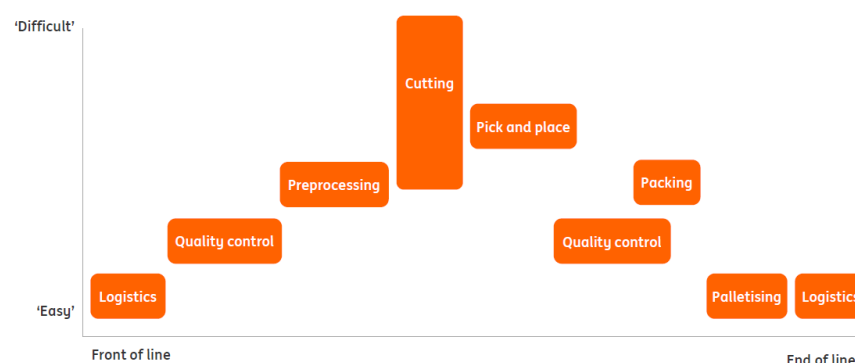 ‘Difficult’
Cutting
Pick and place
Preprocessing
Packing
Quality control
Quality control
Logistics
Palletising
Logistics
‘Easy’
Front of line
End of line